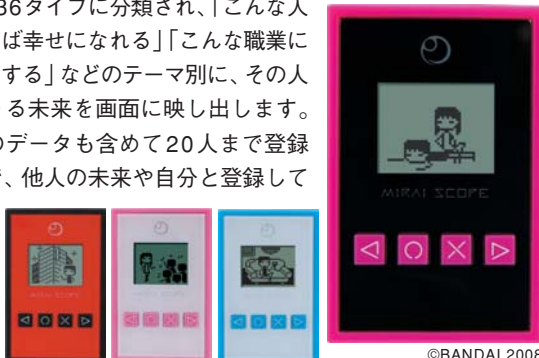 36タイプに分類され、「こんな人
ば幸せになれる」「こんな職業に
する」などのテーマ別に、その人
る未来を画面に映し出します。
のデータも含めて20人まで登録
、他人の未来や自分と登録して
MIRAI SCOPE
©BANDAI 2008